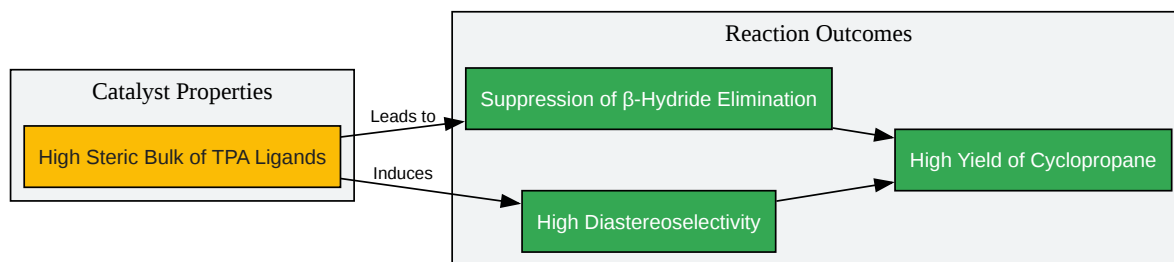 Reaction Outcomes
Catalyst Properties
Suppression of β-Hydride Elimination
Leads to
High Steric Bulk of TPA Ligands
High Yield of Cyclopropane
Induces
High Diastereoselectivity